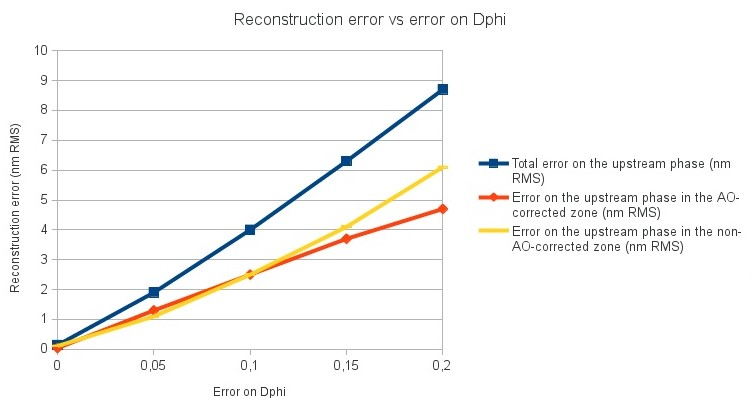 Reconstruction error vs error on Dphi
10
9
8
7
6
5
4
3
2
1
0
Reconstruction error (nm RMS)
0
0,05
0,1
0,15
0,2
Error on Dphi
Total error on the upstream phase (nm
RMS)
Error on the upstream phase in the AO-
corrected zone (nm RMS)
Error on the upstream phase in the non-
AO-corrected zone (nm RMS)